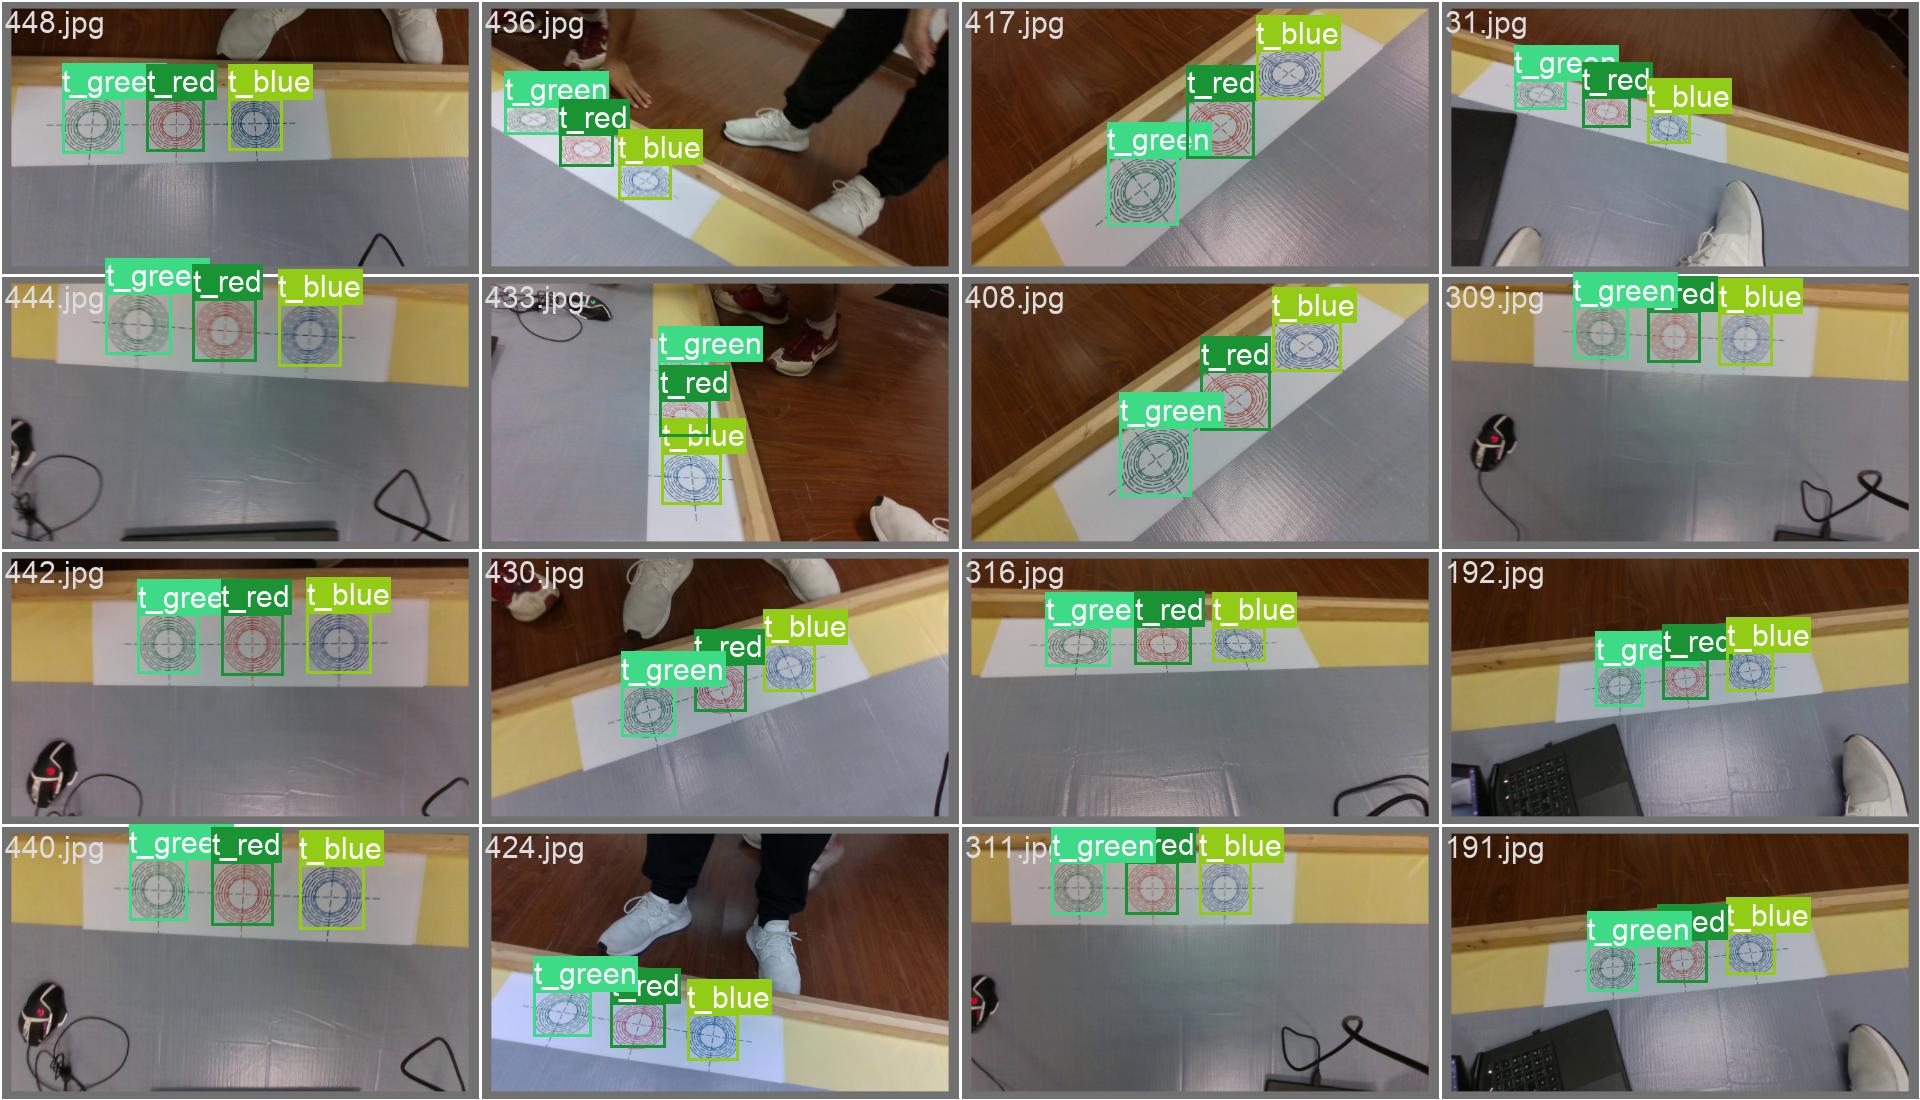 448.jpg
t_gree t_red t_blue
436.jpg
t_green
t_red
t_blue
417.jpg
t_blue
t_red
t_green
31.jpg
t_green
t_red
t_blue
444.jpg
t_gree t_red t_blue
433.jpg
t_green
t_red
t_blue
408.jpg
t_blue
t_red
t_green
309.jpg
t_green red t_blue
442.jpg
t_gree t_red t_blue
430.jpg
t_blue
t_red
t_green
316.jpg
t_gree t_red t_blue
192.jpg
t_gre t_red t_blue
440.jpg
t_gree t_red t_blue
424.jpg
t_green t_red t_blue
311.jp t_green red t_blue
191.jpg
t_green ed t_blue